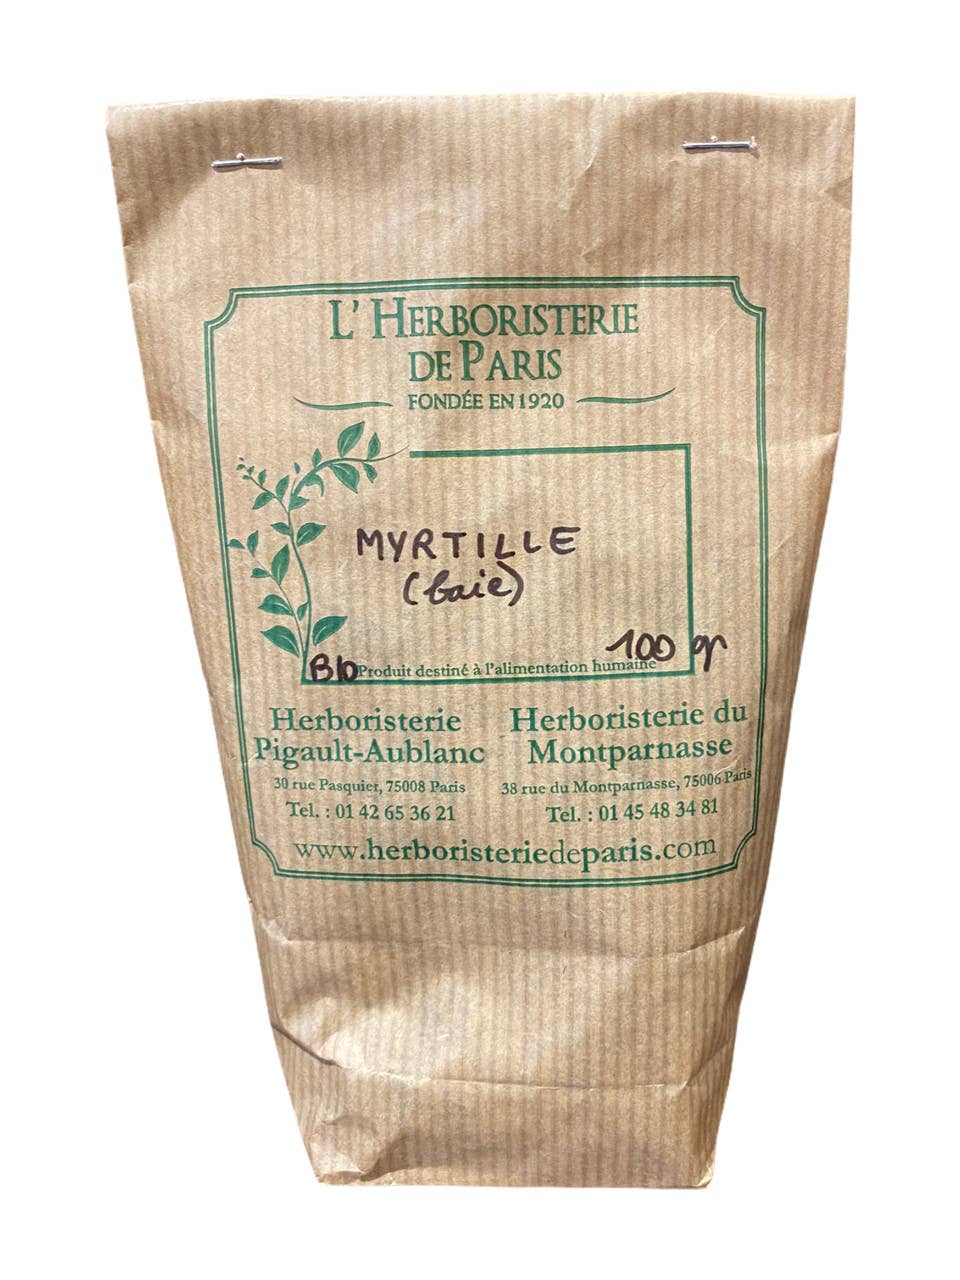 L' HERBORISTERIE
DE PARIS
FONDÉE EN 1920
MYRTILLE
(baie)
BIO
100 gr
Produit destiné à l'alimentation humaine
Herboristerie
Pigault-Aublanc
30 rue Pasquier, 75008 Paris
Tel. : 01 42 65 36 21
Herboristerie du
Montparnasse
38 rue du Montparnasse, 75006 Paris
Tel. : 01 45 48 34 81
www.herboristeriedeparis.com